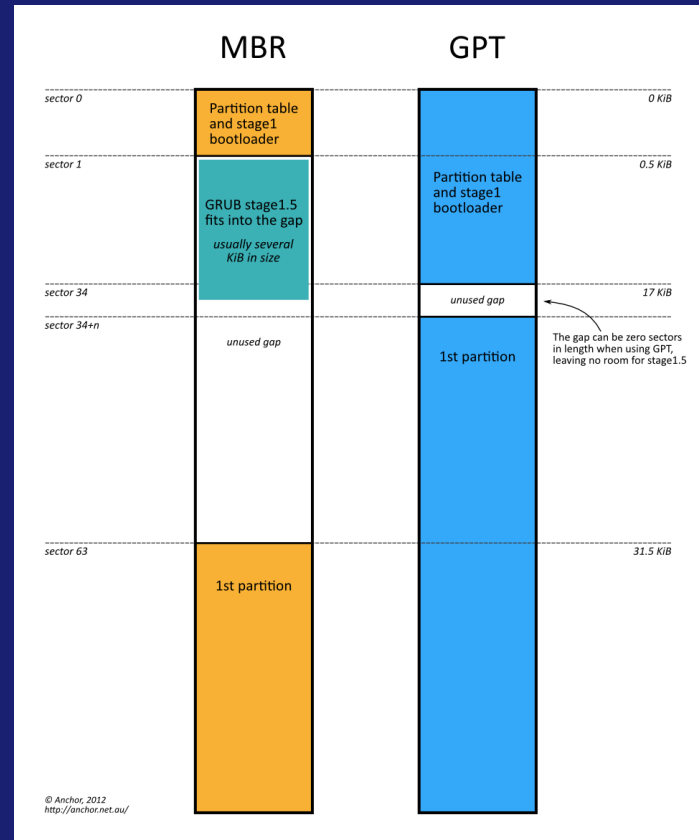 MBR
GPT
sector 0
0 KiB
Partition table
and stage1
bootloader
sector 1
0.5 KiB
GRUB stage1.5
fits into the gap
usually several
KiB in size
Partition table
and stage1
bootloader
sector 34
17 KiB
unused gap
sector 34+n
unused gap
The gap can be zero sectors
in length when using GPT,
leaving no room for stage1.5
1st partition
sector 63
31.5 KiB
1st partition
© Anchor, 2012
http://anchor.net.au/